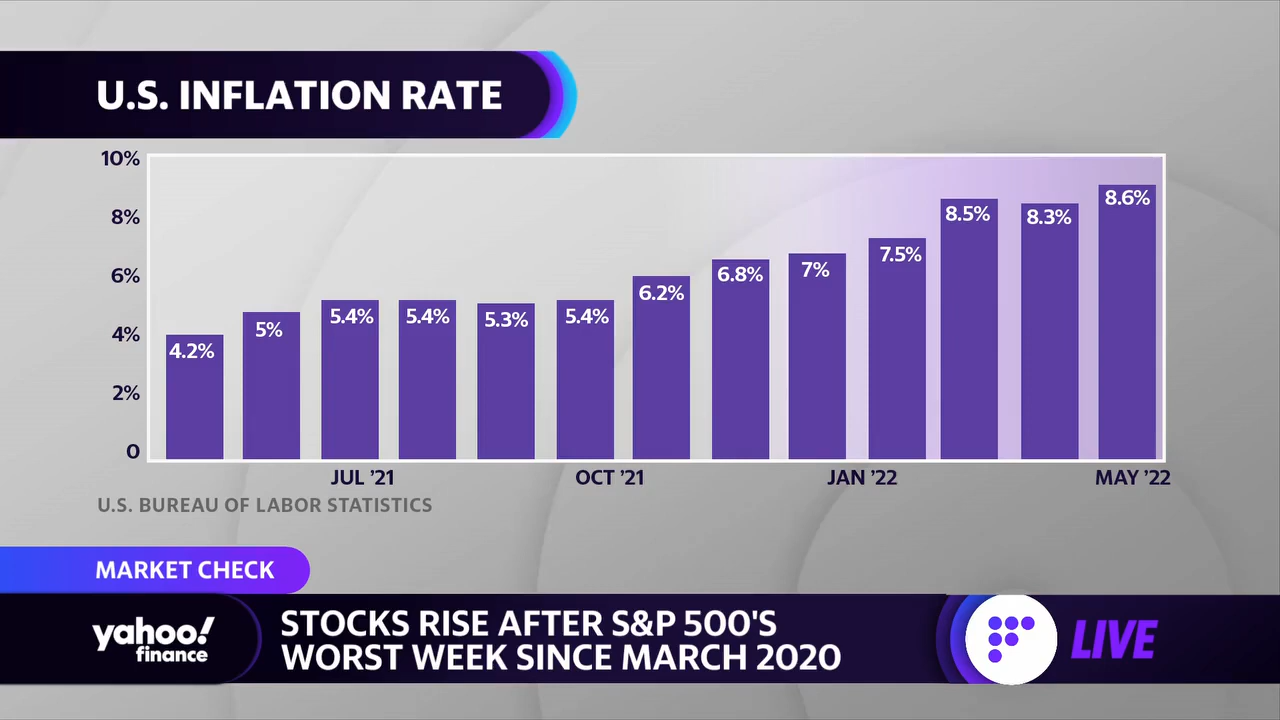 U.S. INFLATION RATE
10%
8%
6%
4%
2%
0
4.2%
5%
5.4%
5.4%
5.3%
5.4%
6.2%
6.8%
7%
7.5%
8.5%
8.3%
8.6%
JUL ’21
OCT ’21
JAN ’22
MAY ’22
U.S. BUREAU OF LABOR STATISTICS
MARKET CHECK
yahoo!
finance
STOCKS RISE AFTER S&P 500'S
WORST WEEK SINCE MARCH 2020
LIVE